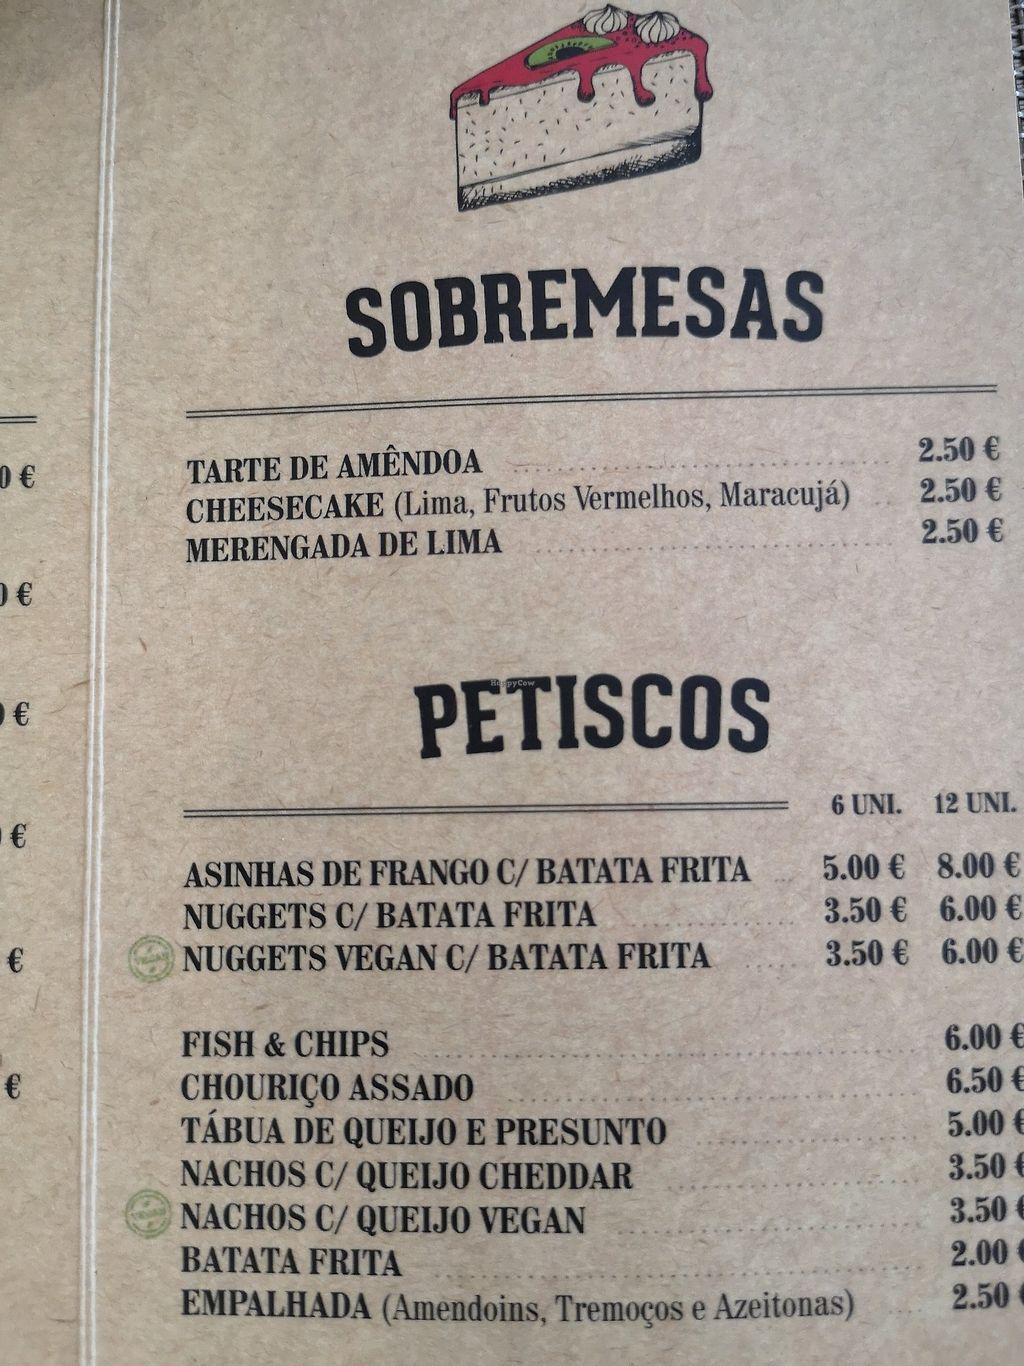 SOBREMESAS
TARTE DE AMÊNDOA 2.50 €
CHEESECAKE (Lima, Frutos Vermelhos, Maracujá) 2.50 €
MERENGADA DE LIMA 2.50 €
HappyCow
PETISCOS
6 UNI. 12 UNI.
ASINHAS DE FRANGO C/ BATATA FRITA 5.00 € 8.00 €
NUGGETS C/ BATATA FRITA 3.50 € 6.00 €
NUGGETS VEGAN C/ BATATA FRITA 3.50 € 6.00 €
FISH & CHIPS 6.00 €
CHOURIÇO ASSADO 6.50 €
TÁBUA DE QUEIJO E PRESUNTO 5.00 €
NACHOS C/ QUEIJO CHEDDAR 3.50 €
NACHOS C/ QUEIJO VEGAN 3.50 €
BATATA FRITA 2.00 €
EMPALHADA (Amendoins, Tremoços e Azeitonas) 2.50 €